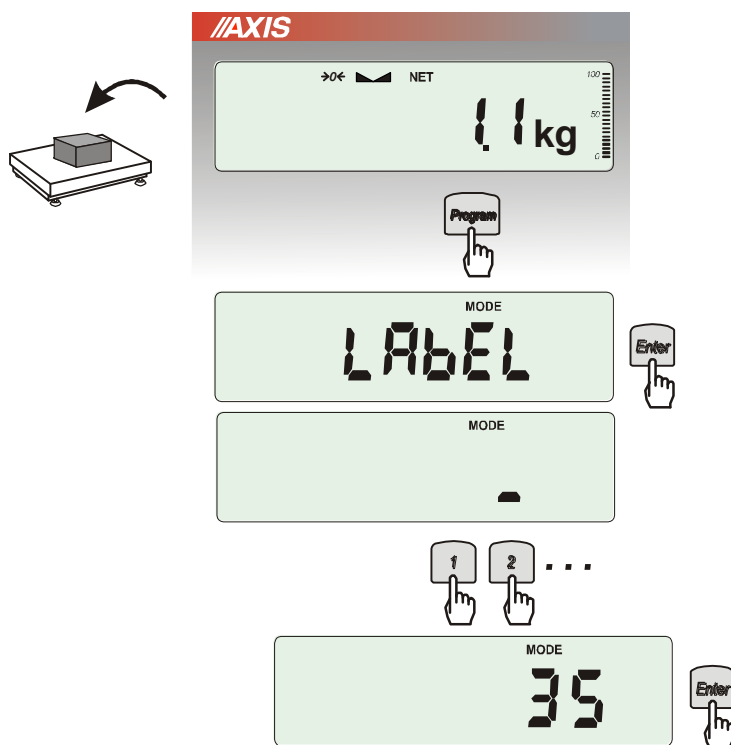 //AXIS
→0← NET
100
50
0
1.1 kg
Program
MODE
LAbEL
Enter
MODE
-
1 2 . . .
MODE
35
Enter